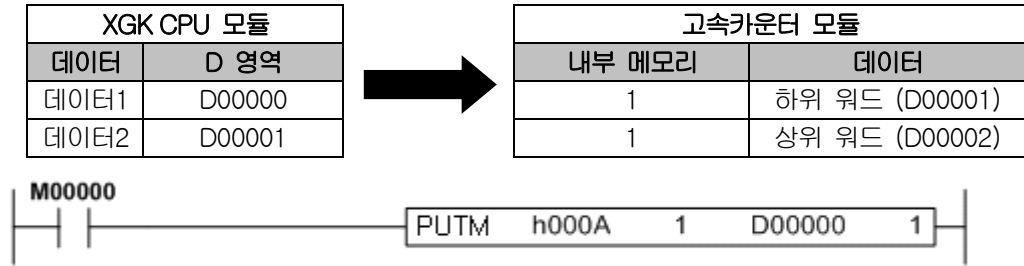 XGK CPU 모듈
데이터 D 영역
데이터1 D00000
데이터2 D00001
고속카운터 모듈
내부 메모리 데이터
1 하위 워드 (D00001)
1 상위 워드 (D00002)
M00000
PUTM h000A 1 D00000 1